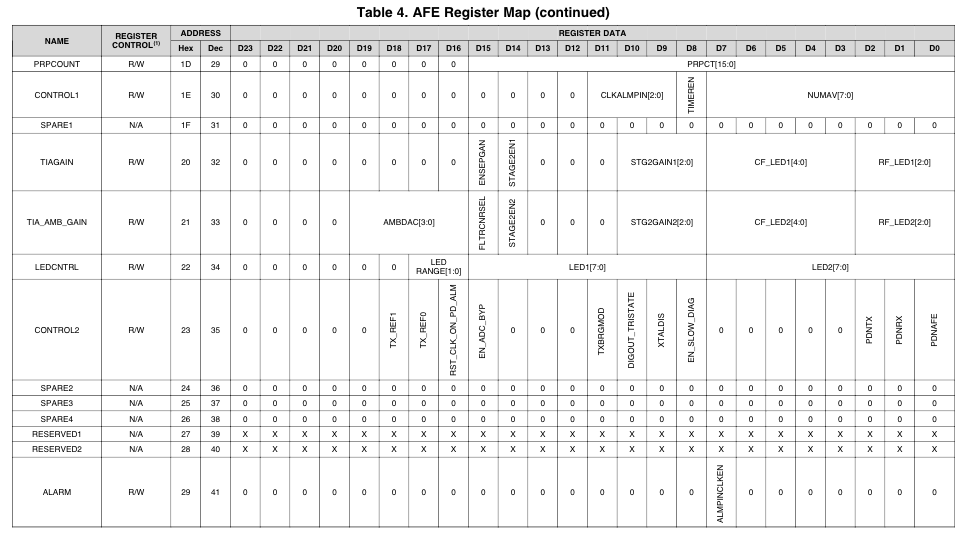 Table 4. AFE Register Map (continued)
NAME REGISTER CONTROL(1) ADDRESS REGISTER DATA
Hex Dec D23 D22 D21 D20 D19 D18 D17 D16 D15 D14 D13 D12 D11 D10 D9 D8 D7 D6 D5 D4 D3 D2 D1 D0
PRPCOUNT R/W 1D 29 0 0 0 0 0 0 0 0 PRPCT[15:0]
CONTROL1 R/W 1E 30 0 0 0 0 0 0 0 0 0 0 0 0 CLKALMPIN[2:0] TIMEREN NUMAV[7:0]
SPARE1 N/A 1F 31 0 0 0 0 0 0 0 0 0 0 0 0 0 0 0 0 0 0 0 0 0 0 0 0
TIAGAIN R/W 20 32 0 0 0 0 0 0 0 0 ENSEPGAN STAGE2EN1 0 0 0 STG2GAIN1[2:0] CF_LED1[4:0] RF_LED1[2:0]
TIA_AMB_GAIN R/W 21 33 0 0 0 0 AMBDAC[3:0] FLTRCNRSEL STAGE2EN2 0 0 0 STG2GAIN2[2:0] CF_LED2[4:0] RF_LED2[2:0]
LEDCNTRL R/W 22 34 0 0 0 0 0 0 LED RANGE[1:0] LED1[7:0] LED2[7:0]
CONTROL2 R/W 23 35 0 0 0 0 0 TX_REF1 TX_REF0 RST_CLK_ON_PD_ALM EN_ADC_BYP 0 0 0 TXBRGMOD DIGOUT_TRISTATE XTALDIS EN_SLOW_DIAG 0 0 0 0 0 PDNTX PDNRX PDNAFE
SPARE2 N/A 24 36 0 0 0 0 0 0 0 0 0 0 0 0 0 0 0 0 0 0 0 0 0 0 0 0
SPARE3 N/A 25 37 0 0 0 0 0 0 0 0 0 0 0 0 0 0 0 0 0 0 0 0 0 0 0 0
SPARE4 N/A 26 38 0 0 0 0 0 0 0 0 0 0 0 0 0 0 0 0 0 0 0 0 0 0 0 0
RESERVED1 N/A 27 39 X X X X X X X X X X X X X X X X X X X X X X X X
RESERVED2 N/A 28 40 X X X X X X X X X X X X X X X X X X X X X X X X
ALARM R/W 29 41 0 0 0 0 0 0 0 0 0 0 0 0 0 0 0 0 ALMPINCLKEN 0 0 0 0 0 0 0